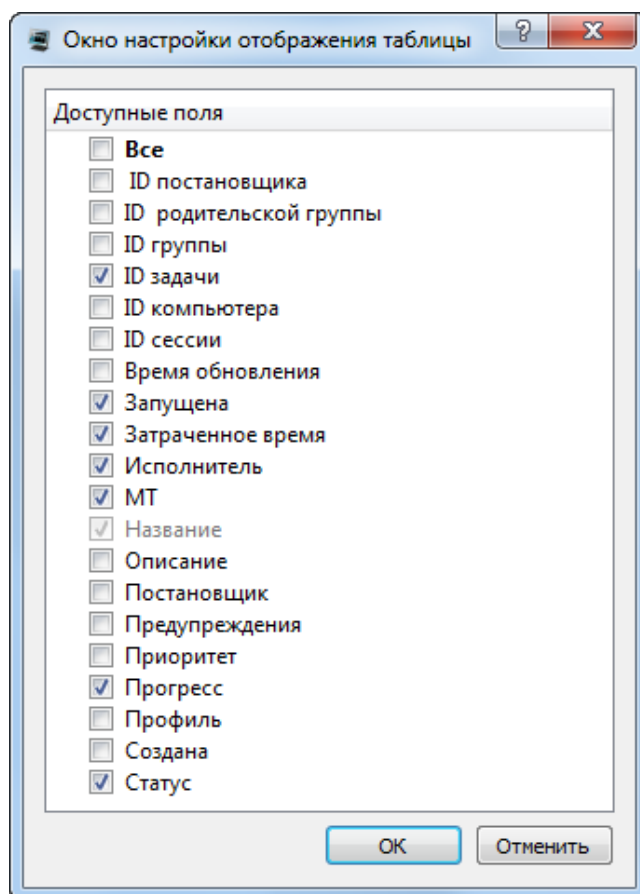 Окно настройки отображения таблицы
Доступные поля
Все
ID постановщика
ID родительской группы
ID группы
ID задачи
ID компьютера
ID сессии
Время обновления
Запущена
Затраченное время
Исполнитель
МТ
Название
Описание
Постановщик
Предупреждения
Приоритет
Прогресс
Профиль
Создана
Статус
ОК
Отменить